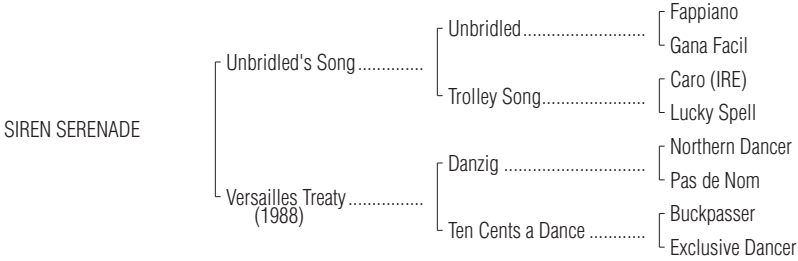 Fappiano
Unbridled..........................
Gana Facil
Unbridled's Song..............
Caro (IRE)
Trolley Song......................
Lucky Spell
SIREN SERENADE
Northern Dancer
Danzig ..............................
Pas de Nom
Versailles Treaty................
(1988)
Buckpasser
Ten Cents a Dance ............
Exclusive Dancer